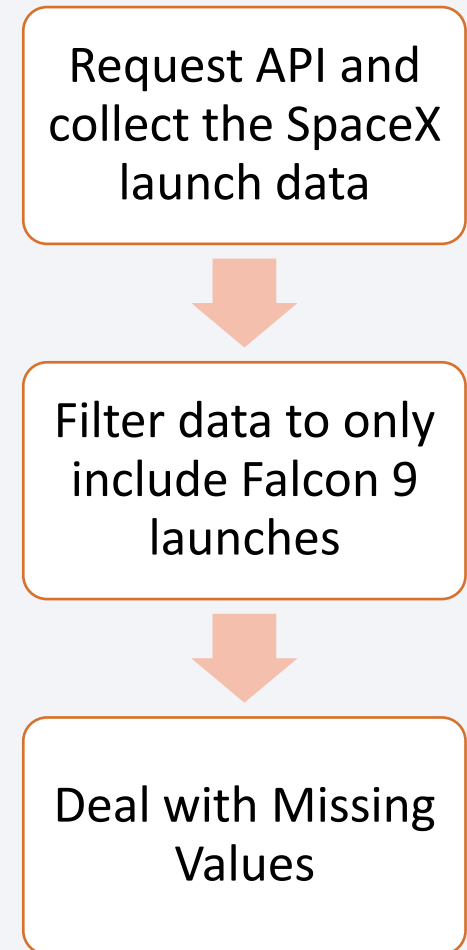 Request API and
collect the SpaceX
launch data
Filter data to only
include Falcon 9
launches
Deal with Missing
Values